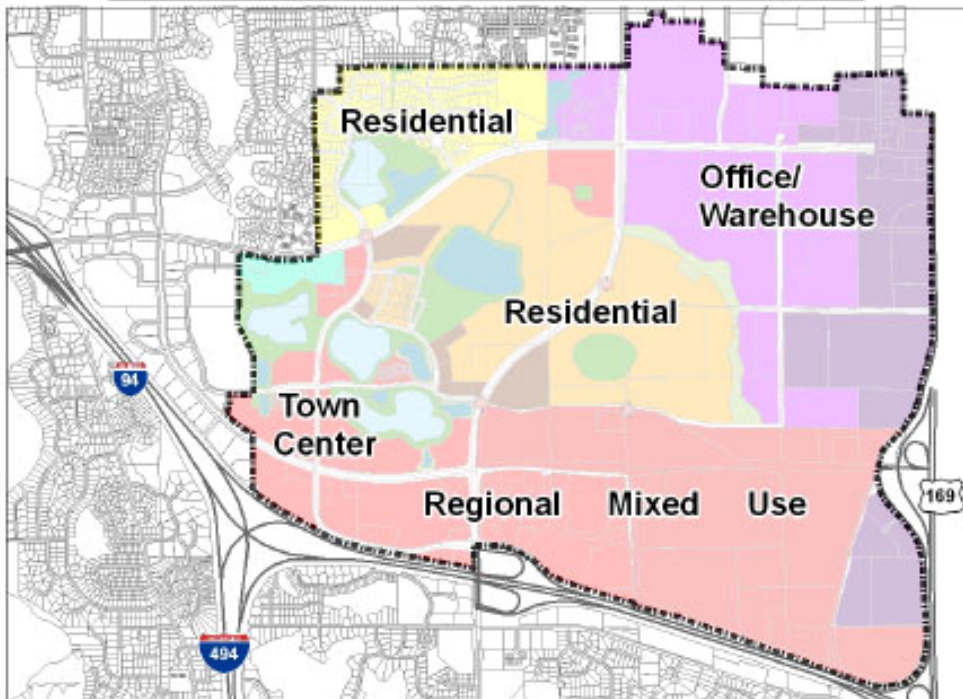 Residential
Office/
Warehouse
Residential
94
Town
Center
Regional Mixed Use
169
494